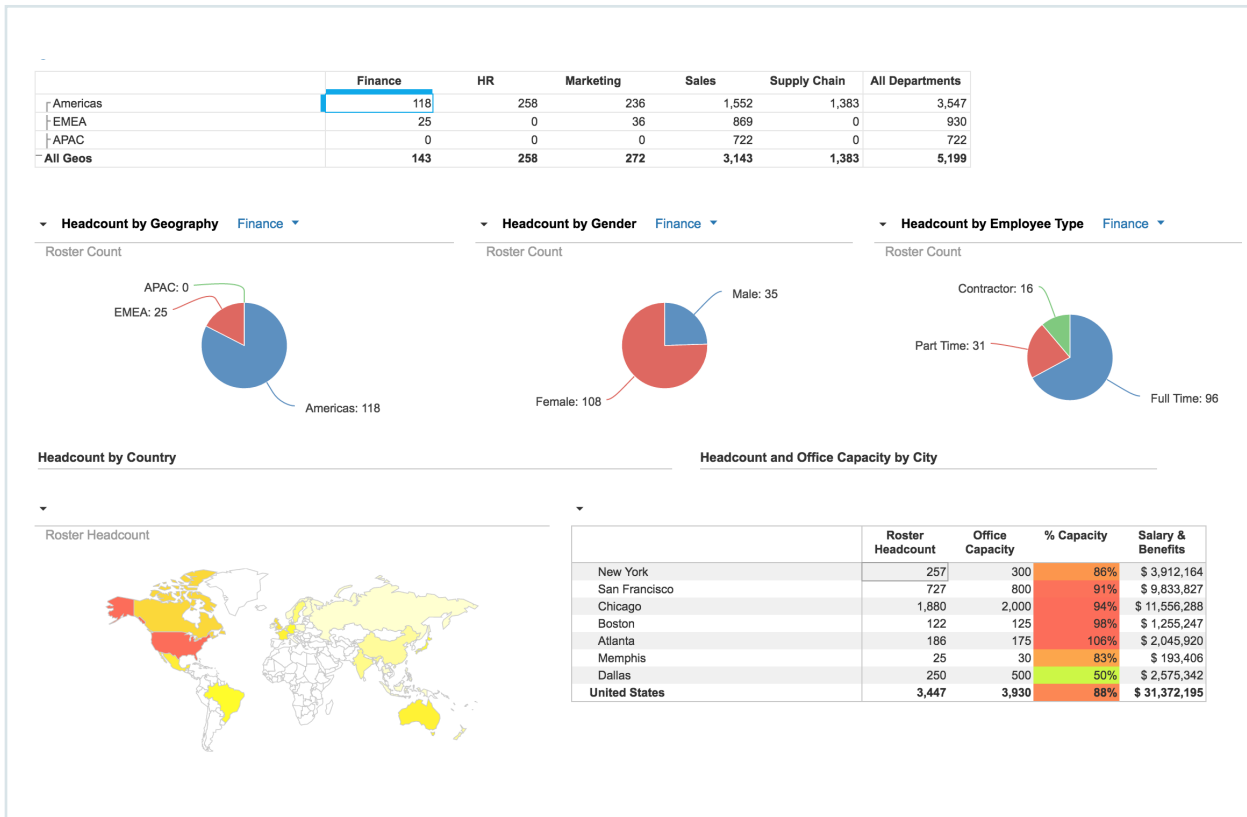 Finance HR Marketing Sales Supply Chain All Departments
Americas 118 258 236 1,552 1,383 3,547
EMEA 25 0 36 869 0 930
APAC 0 0 0 722 0 722
All Geos 143 258 272 3,143 1,383 5,199
Headcount by Geography Finance
Roster Count
APAC: 0
EMEA: 25
Americas: 118
Headcount by Gender Finance
Roster Count
Male: 35
Female: 108
Headcount by Employee Type Finance
Roster Count
Contractor: 16
Part Time: 31
Full Time: 96
Headcount by Country
Roster Headcount
Headcount and Office Capacity by City
Roster Office % Capacity Salary &
Headcount Capacity Benefits
New York 257 300 86% $ 3,912,164
San Francisco 727 800 91% $ 9,833,827
Chicago 1,880 2,000 94% $ 11,556,288
Boston 122 125 98% $ 1,255,247
Atlanta 186 175 106% $ 2,045,920
Memphis 25 30 83% $ 193,406
Dallas 250 500 50% $ 2,575,342
United States 3,447 3,930 88% $ 31,372,195